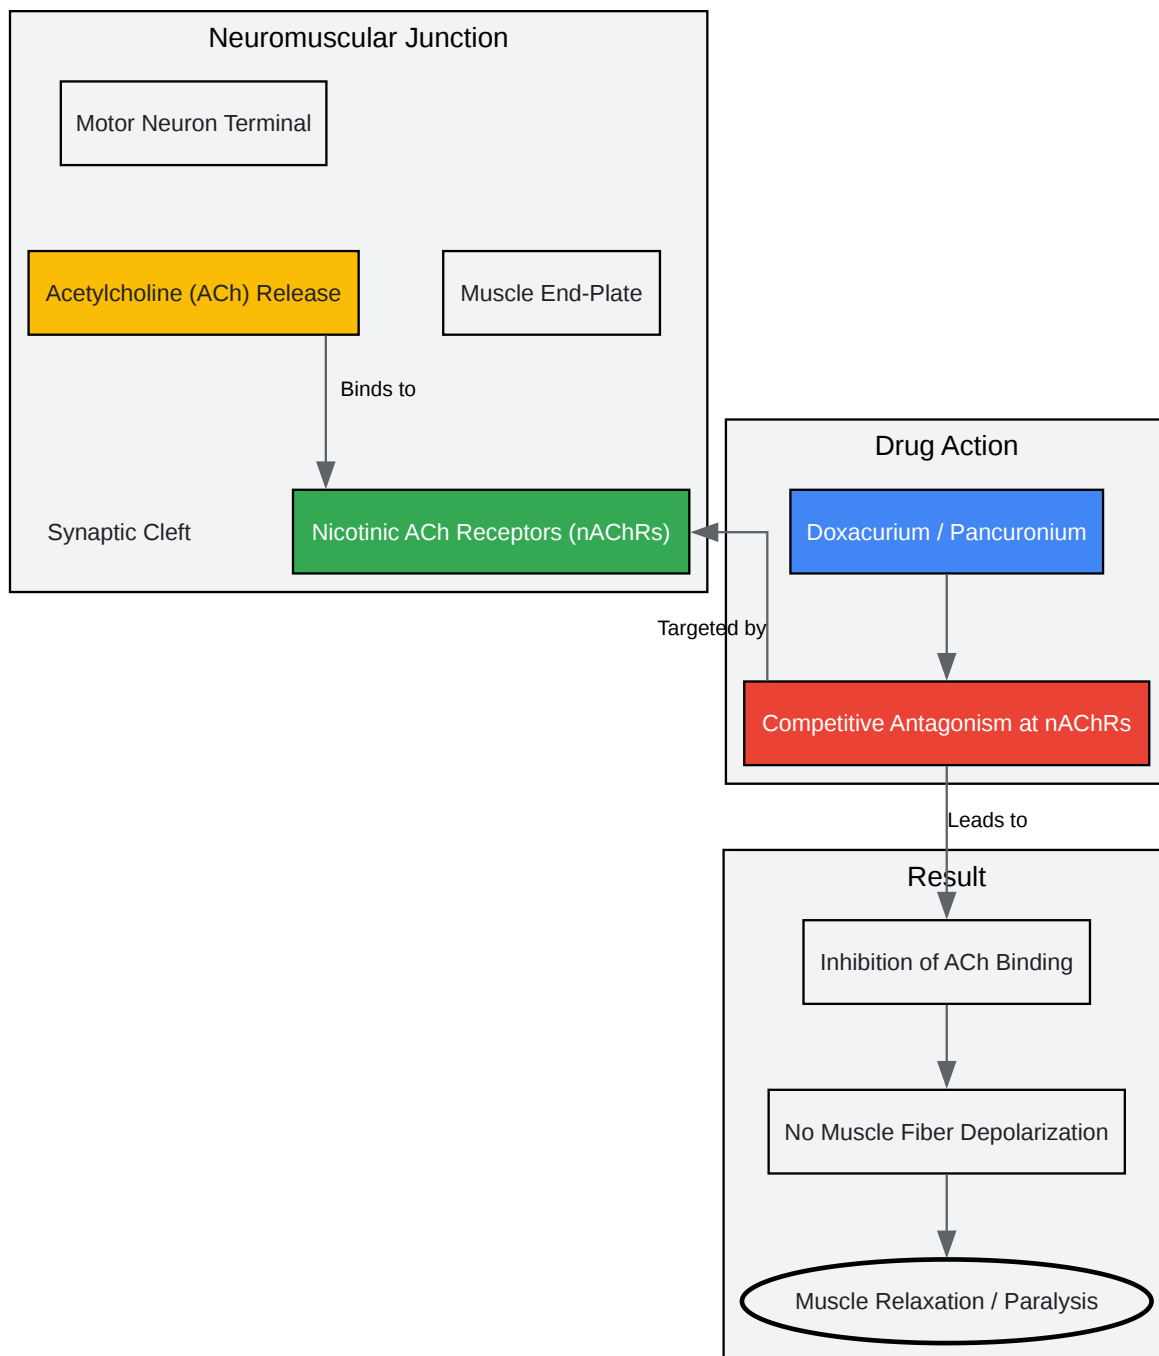 Neuromuscular Junction
Motor Neuron Terminal
Acetylcholine (ACh) Release
Muscle End-Plate
Binds to
Synaptic Cleft
Nicotinic ACh Receptors (nAChRs)
Drug Action
Doxacurium / Pancuronium
Targeted by
Competitive Antagonism at nAChRs
Leads to
Result
Inhibition of ACh Binding
No Muscle Fiber Depolarization
Muscle Relaxation / Paralysis